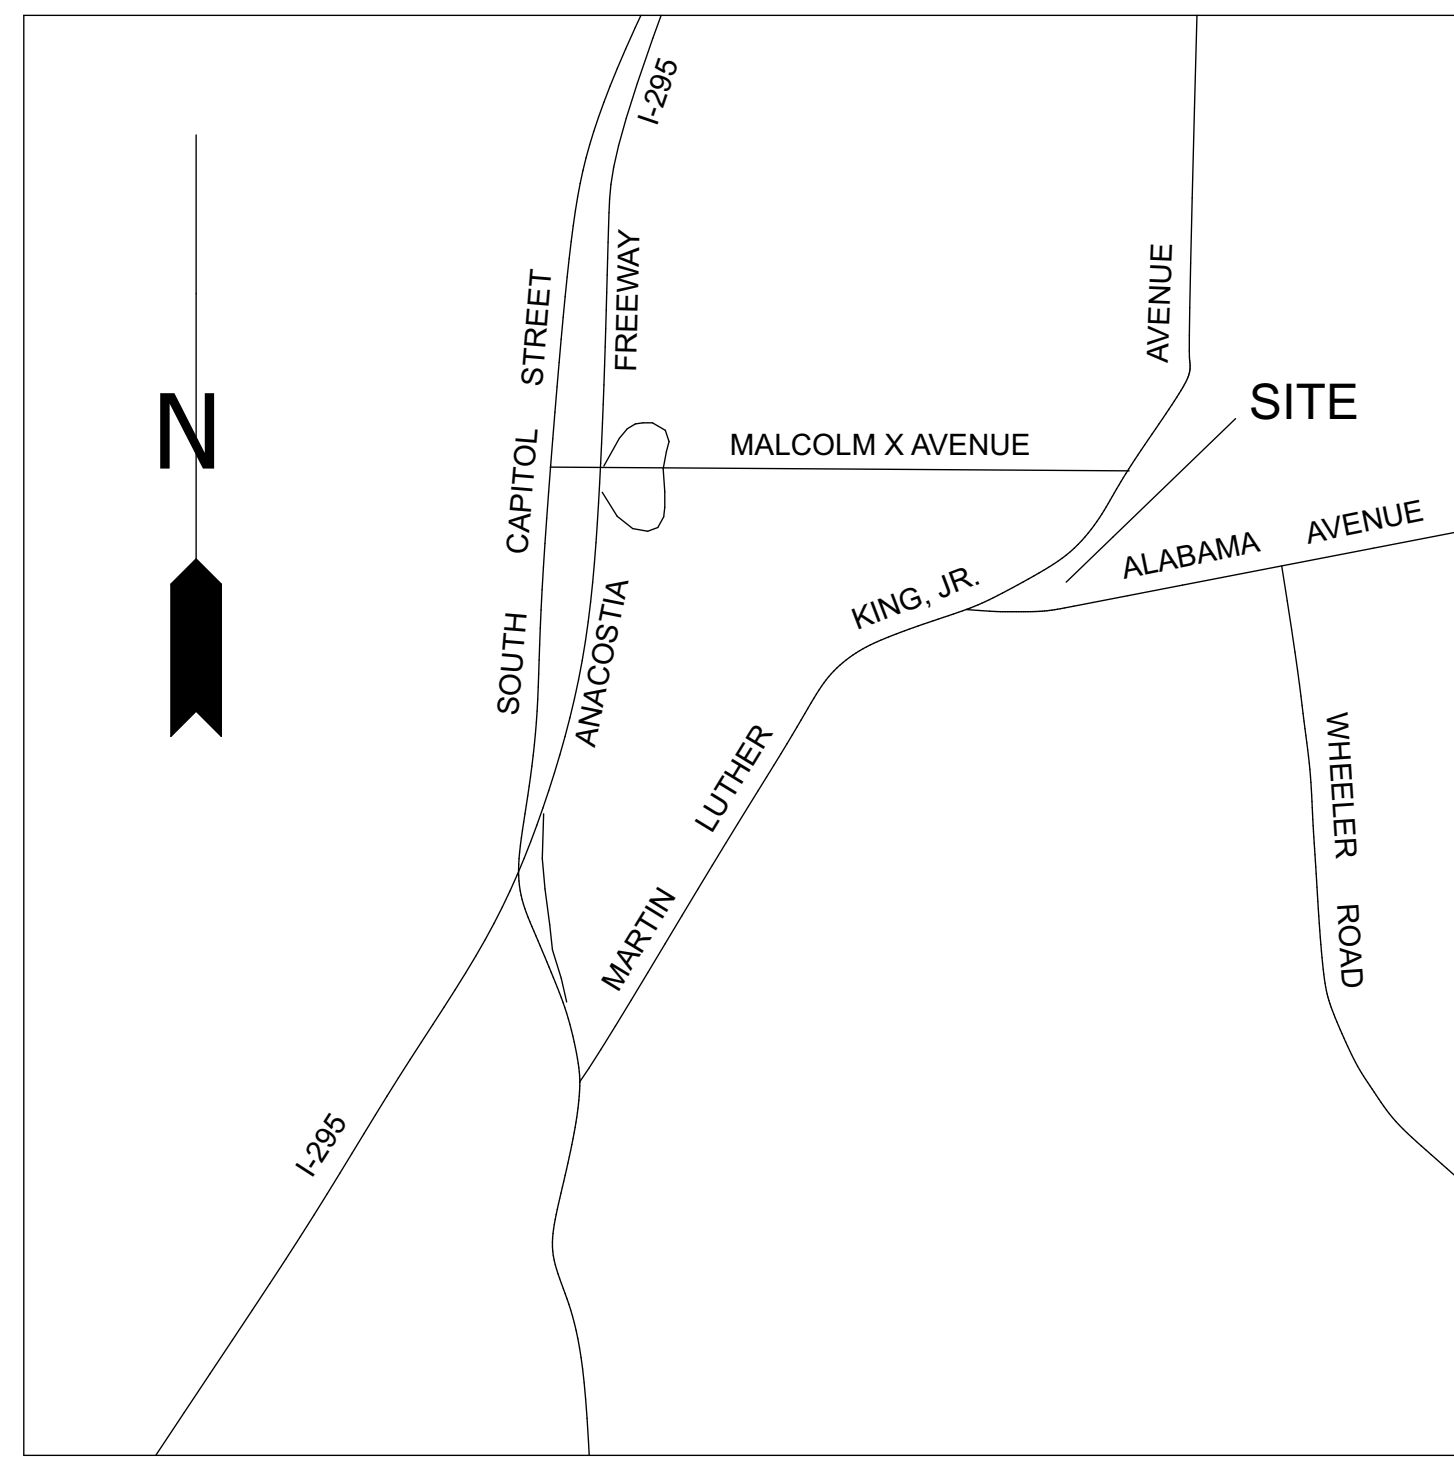 I-295
N
SOUTH CAPITOL STREET
ANACOSTIA FREEWAY
MALCOLM X AVENUE
SITE
MARTIN LUTHER KING, JR. AVENUE
ALABAMA AVENUE
WHEELER ROAD
I-295